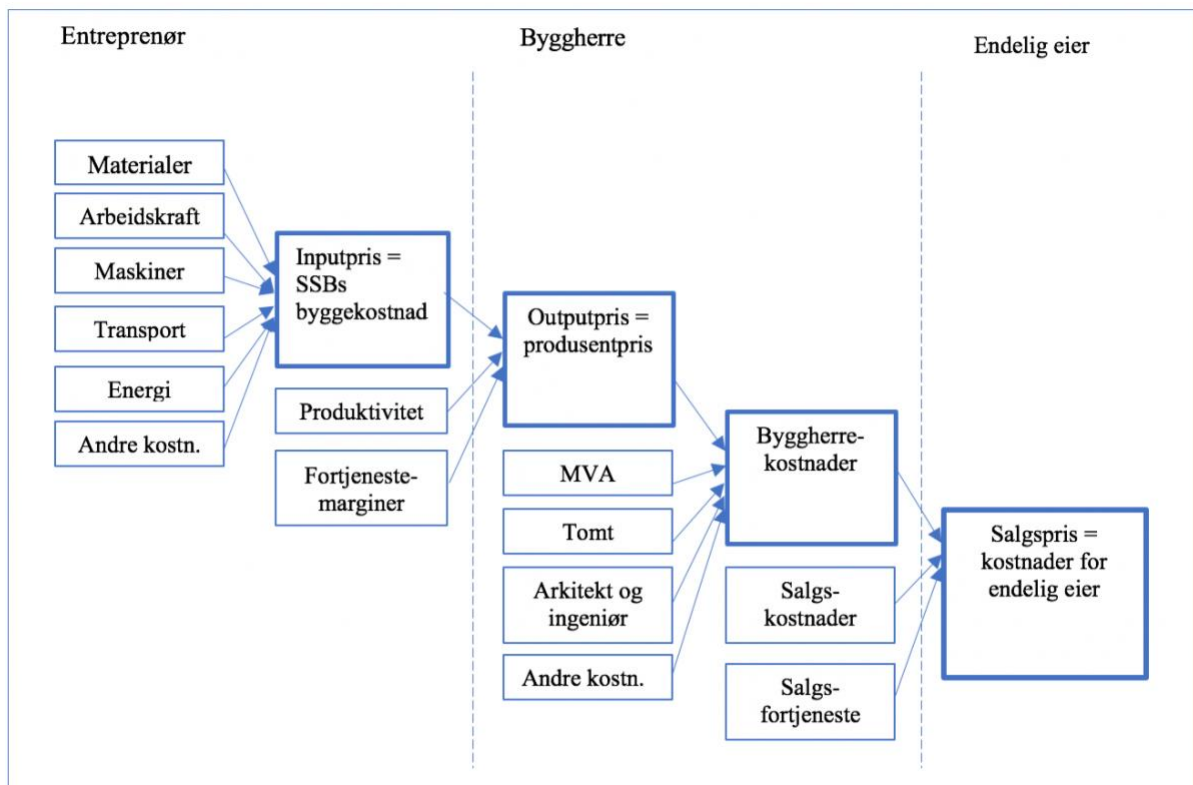 Entreprenør
Byggherre
Endelig eier
Materialer
Arbeidskraft
Maskiner
Transport
Energi
Andre kostn.
Inputpris =
SSBs
byggekostnad
Produktivitet
Fortjeneste-
marginer
Outputpris =
produsentpris
MVA
Tomt
Arkitekt og
ingeniør
Andre kostn.
Byggherre-
kostnader
Salgs-
kostnader
Salgs-
fortjeneste
Salgspris =
kostnader for
endelig eier